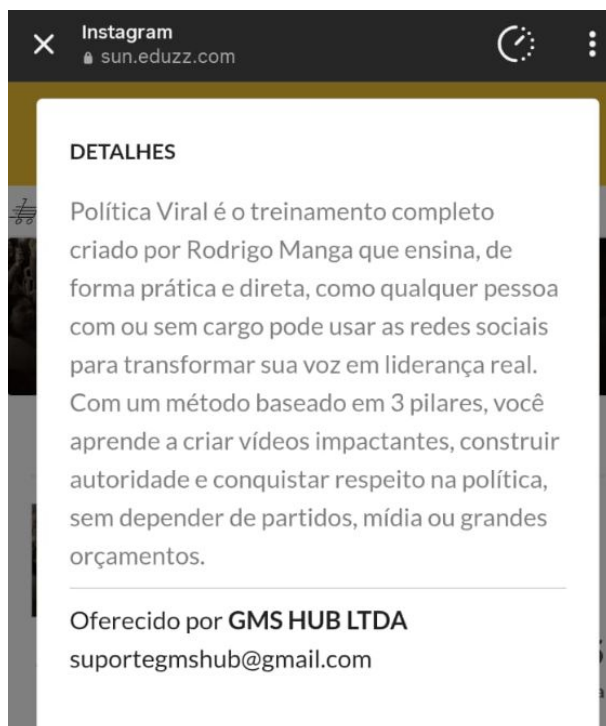 Instagram
sun.eduzz.com
DETALHES
Política Viral é o treinamento completo
criado por Rodrigo Manga que ensina, de
forma prática e direta, como qualquer pessoa
com ou sem cargo pode usar as redes sociais
para transformar sua voz em liderança real.
Com um método baseado em 3 pilares, você
aprende a criar vídeos impactantes, construir
autoridade e conquistar respeito na política,
sem depender de partidos, mídia ou grandes
orçamentos.
Oferecido por GMS HUB LTDA
suportegmshub@gmail.com